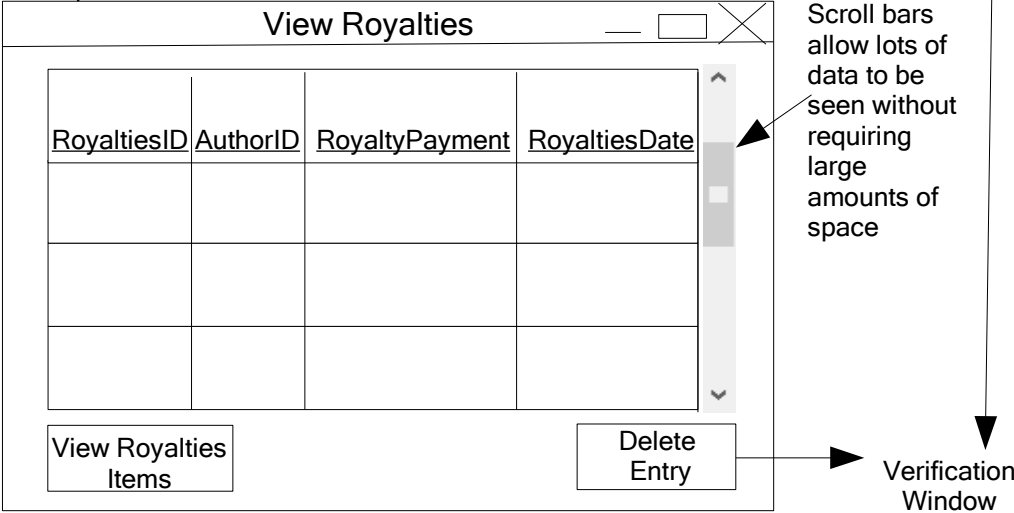 View Royalties
RoyaltiesID AuthorID RoyaltyPayment RoyaltiesDate
View Royalties
Items
Delete
Entry
Scroll bars
allow lots of
data to be
seen without
requiring
large
amounts of
space
Verification
Window